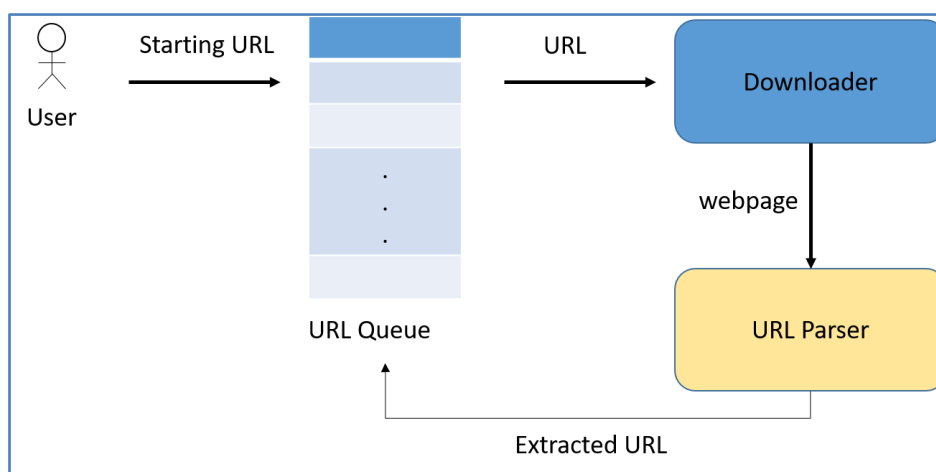 Starting URL
URL
Downloader
User
webpage
URL Queue
URL Parser
Extracted URL